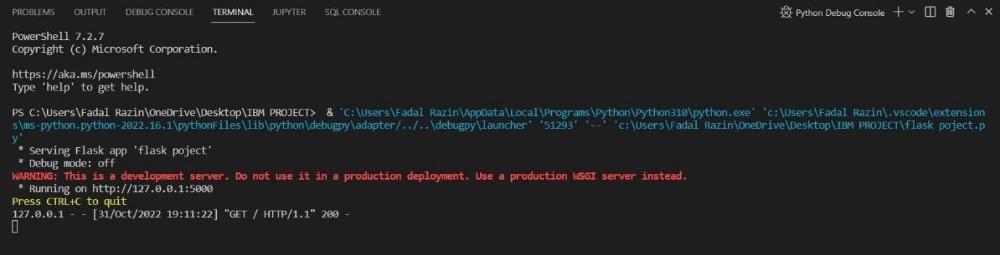 PROBLEMS OUTPUT DEBUG CONSOLE TERMINAL JUPYTER SQL CONSOLE Python Debug Console
PowerShell 7.2.7
Copyright (c) Microsoft Corporation.
https://aka.ms/powershell
Type 'help' to get help.
PS C:\Users\Fadal Razin\OneDrive\Desktop\IBM PROJECT>  & 'C:\Users\Fadal Razin\AppData\Local\Programs\Python\Python310\python.exe' 'c:\Users\Fadal Razin\.vscode\extension
s\ms-python.python-2022.16.1\pythonFiles\lib\python\debugpy\adapter/../..\debugpy\launcher' '51293' '--' 'c:\Users\Fadal Razin\OneDrive\Desktop\IBM PROJECT\flask poject.p
y'
 * Serving Flask app 'flask poject'
 * Debug mode: off
WARNING: This is a development server. Do not use it in a production deployment. Use a production WSGI server instead.
 * Running on http://127.0.0.1:5000
Press CTRL+C to quit
127.0.0.1 - - [31/Oct/2022 19:11:22] "GET / HTTP/1.1" 200 -